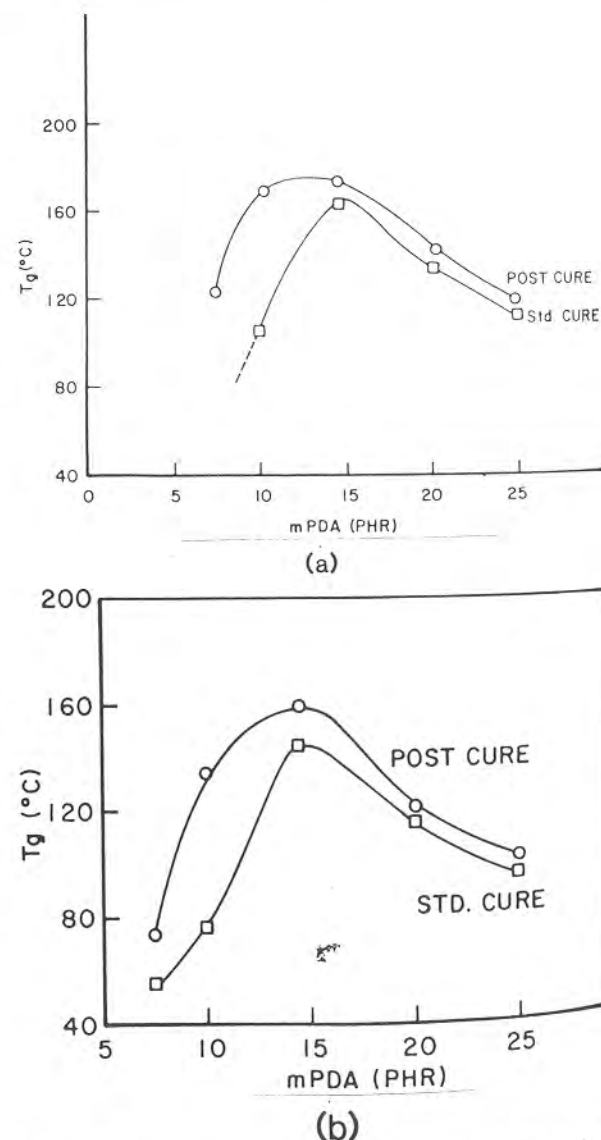 200
160
120
80
40
Tg (°C)
POST CURE
Std. CURE
0 5 10 15 20 25
mPDA (PHR)
(a)
200
160
120
80
40
Tg (°C)
POST CURE
STD. CURE
5 10 15 20 25
mPDA (PHR)
(b)